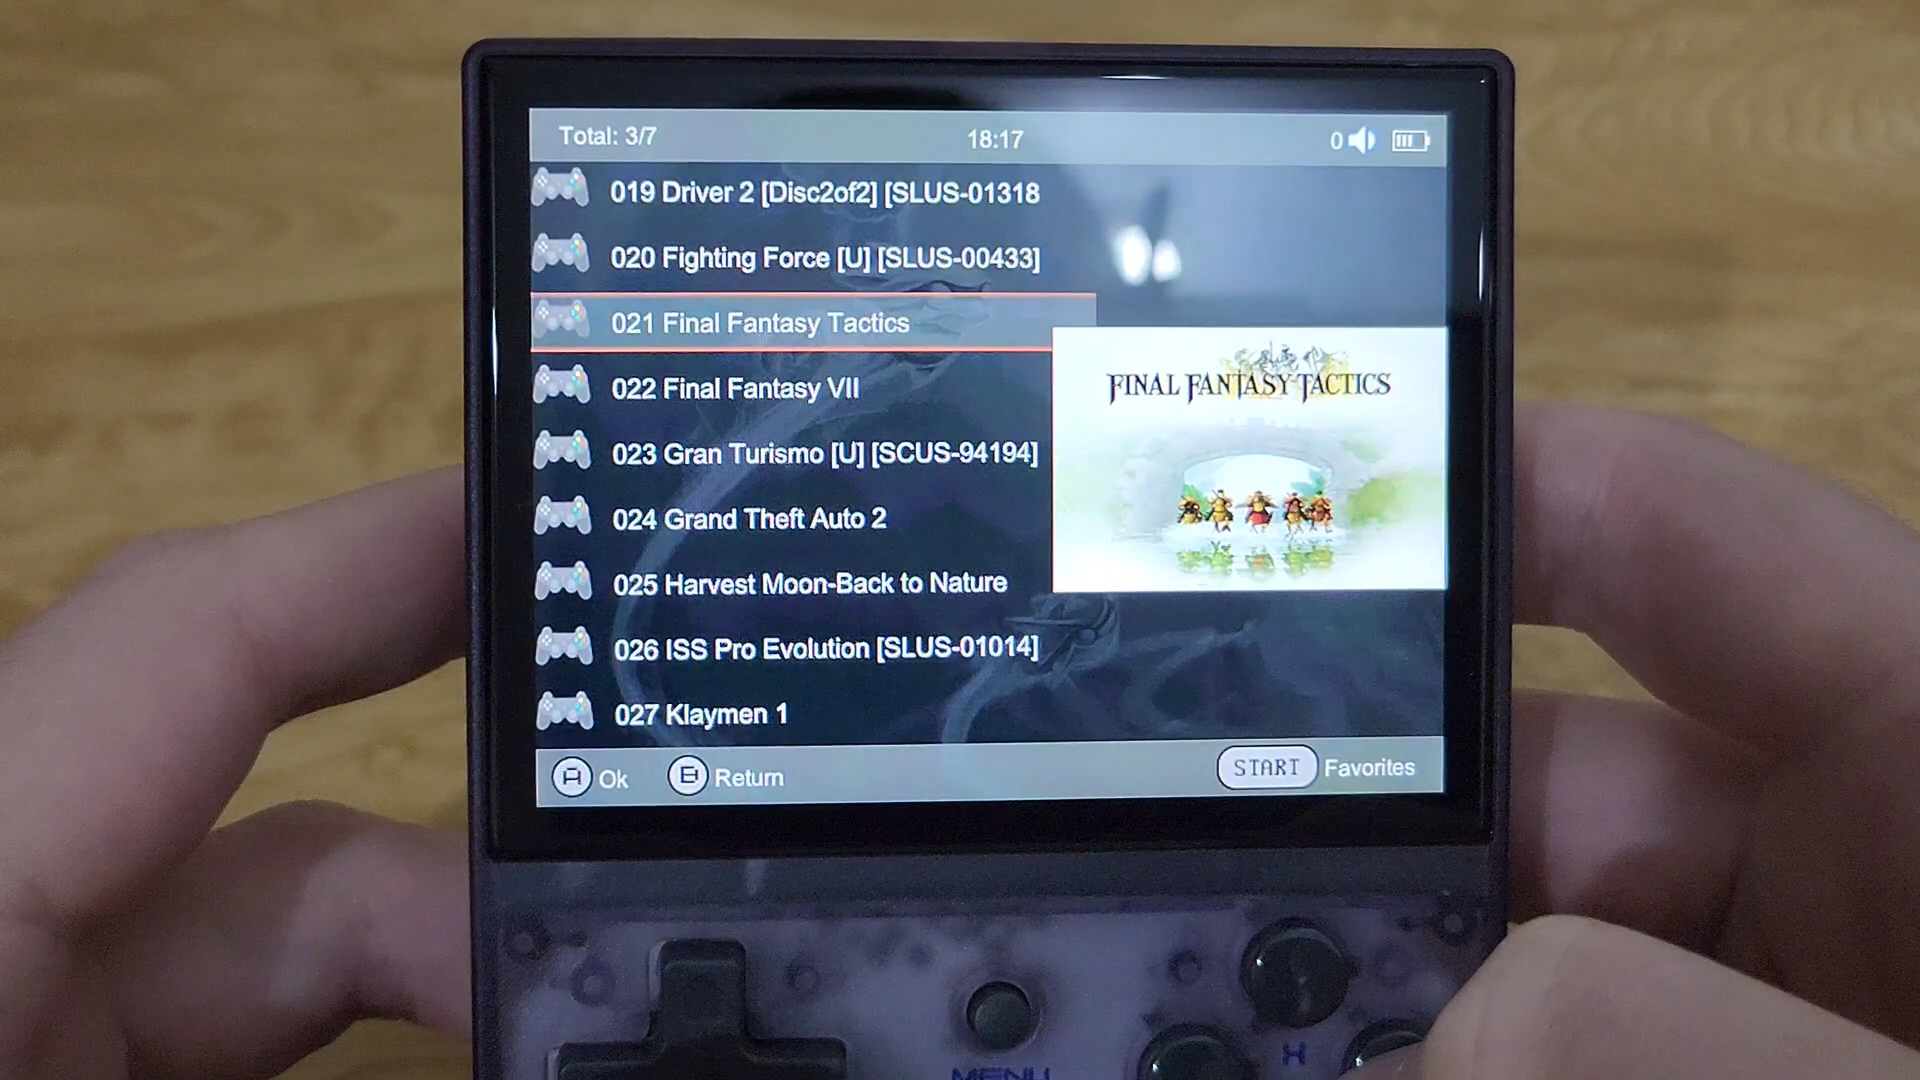 Total: 3/7
18:17
0
019 Driver 2 [Disc2of2] [SLUS-01318
020 Fighting Force [U] [SLUS-00433]
021 Final Fantasy Tactics
022 Final Fantasy VII
023 Gran Turismo [U] [SCUS-94194]
024 Grand Theft Auto 2
025 Harvest Moon-Back to Nature
026 ISS Pro Evolution [SLUS-01014]
027 Klaymen 1
FINAL FANTASY TACTICS
A Ok
B Return
START Favorites
X
MENU